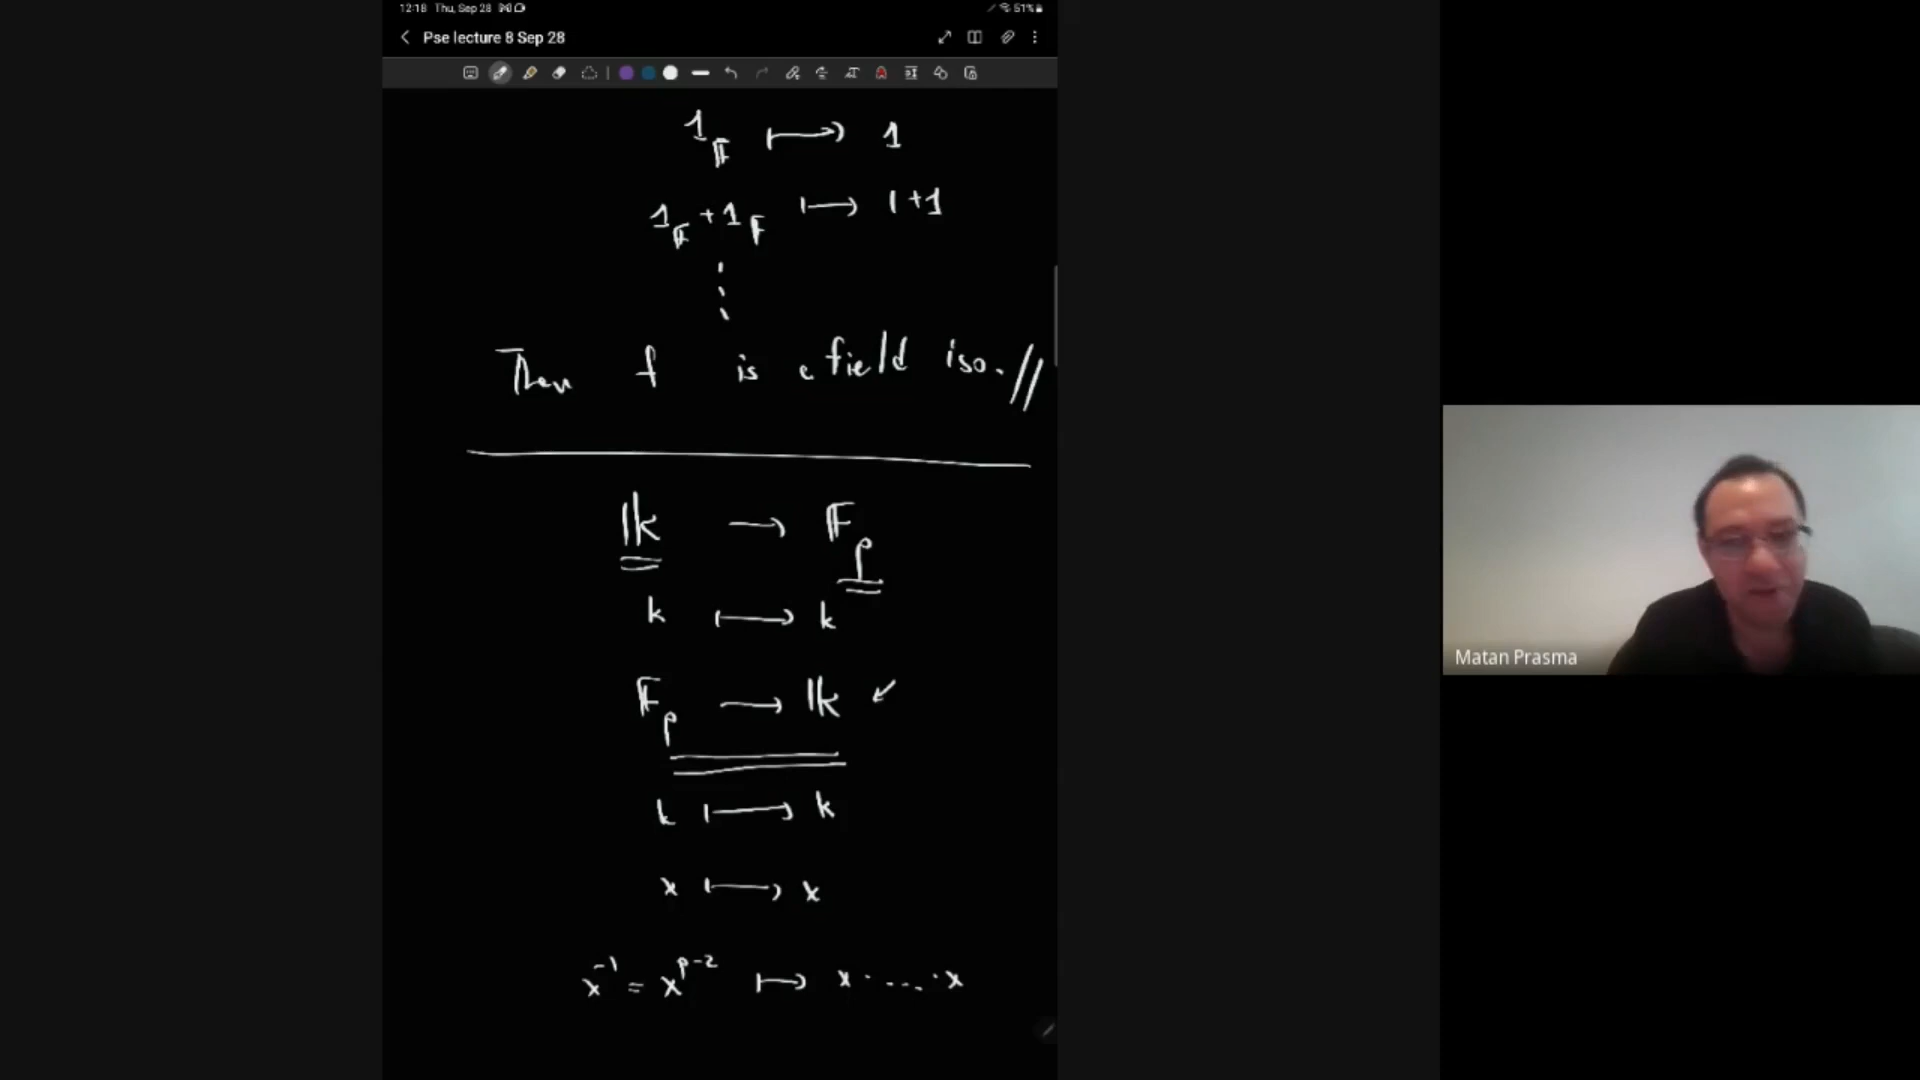 12:18 Thu, Sep 28 51%
Pse lecture 8 Sep 28
1_𝔽 ⟼ 1
1_𝔽 + 1_𝔽 ⟼ 1+1
⋮
Then f is a field iso. //
𝕜 → 𝔽_p
k ⟼ k
𝔽_p → 𝕜 ✓
k ⟼ k
x ⟼ x
x^{-1} = x^{p-2} ⟼ x · .... · x
Matan Prasma